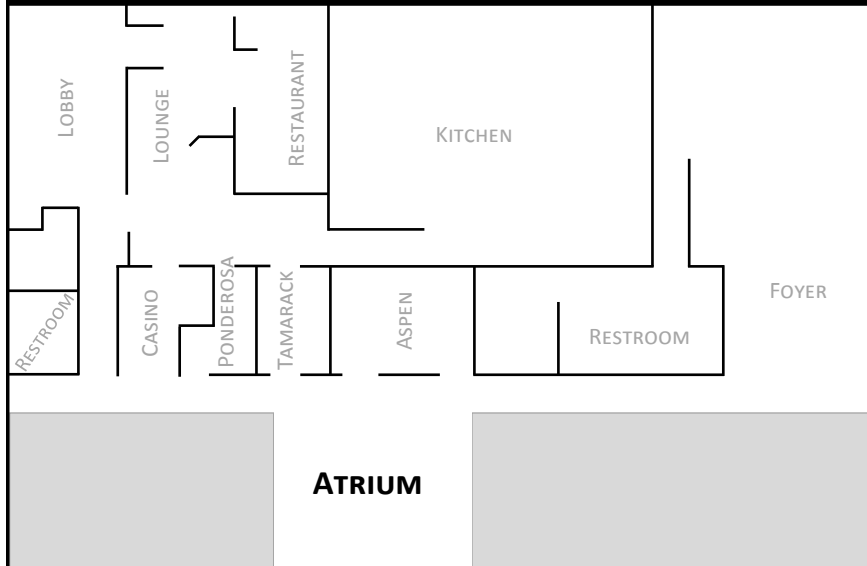 LOBBY
LOUNGE
RESTAURANT
KITCHEN
RESTROOM
CASINO
PONDEROSA
TAMARACK
ASPEN
RESTROOM
FOYER
ATRIUM